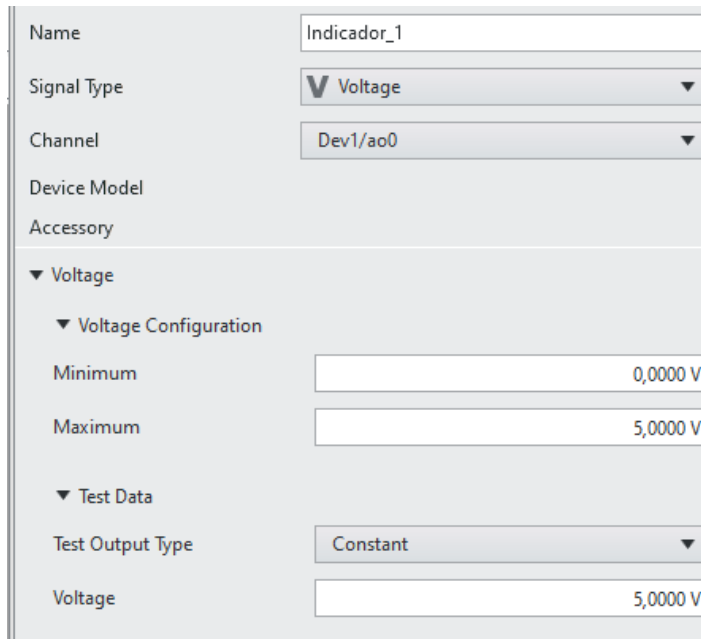 Name Indicador_1
Signal Type V Voltage
Channel Dev1/ao0
Device Model
Accessory
Voltage
Voltage Configuration
Minimum 0,0000 V
Maximum 5,0000 V
Test Data
Test Output Type Constant
Voltage 5,0000 V